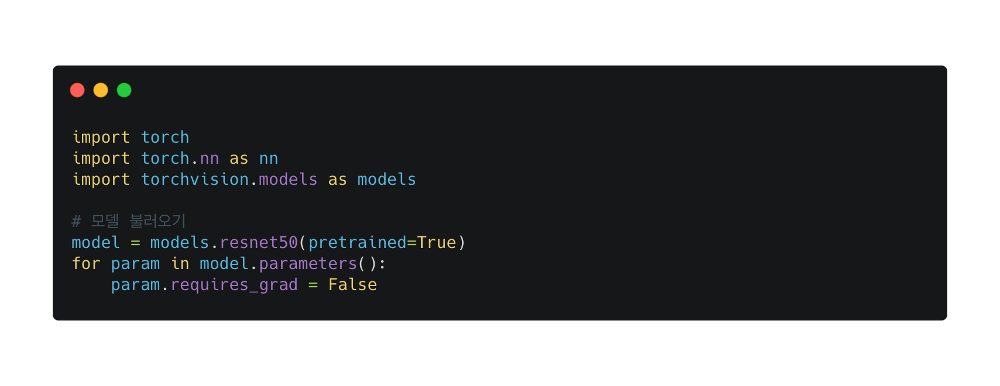 import torch
import torch.nn as nn
import torchvision.models as models

# 모델 불러오기
model = models.resnet50(pretrained=True)
for param in model.parameters():
    param.requires_grad = False